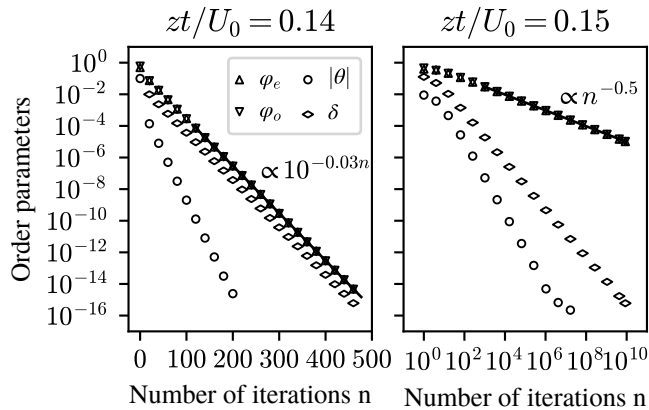 zt/U₀ = 0.14
zt/U₀ = 0.15
Order parameters
10⁰
10⁻²
10⁻⁴
10⁻⁶
10⁻⁸
10⁻¹⁰
10⁻¹²
10⁻¹⁴
10⁻¹⁶
φₑ |θ|
φₒ δ
∝10⁻⁰·⁰³ⁿ
∝n⁻⁰·⁵
0 100 200 300 400 500
10⁰ 10² 10⁴ 10⁶ 10⁸ 10¹⁰
Number of iterations n
Number of iterations n